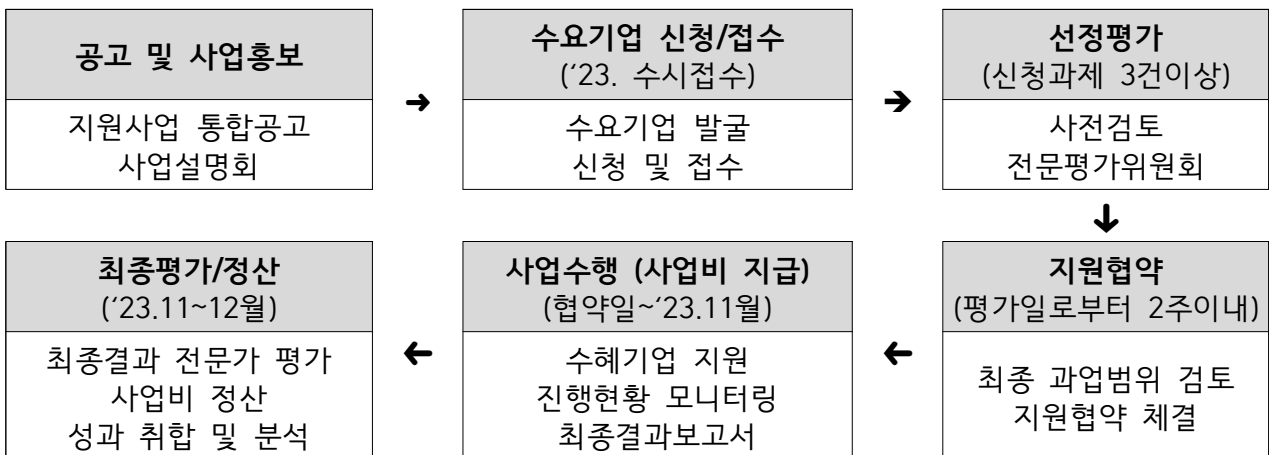 공고 및 사업홍보
지원사업 통합공고
사업설명회
➜
수요기업 신청/접수
(‘23. 수시접수)
수요기업 발굴
신청 및 접수
➔
선정평가
(신청과제 3건이상)
사전검토
전문평가위원회
↓
지원협약
(평가일로부터 2주이내)
최종 과업범위 검토
지원협약 체결
←
사업수행 (사업비 지급)
(협약일~‘23.11월)
수혜기업 지원
진행현황 모니터링
최종결과보고서
←
최종평가/정산
(‘23.11~12월)
최종결과 전문가 평가
사업비 정산
성과 취합 및 분석